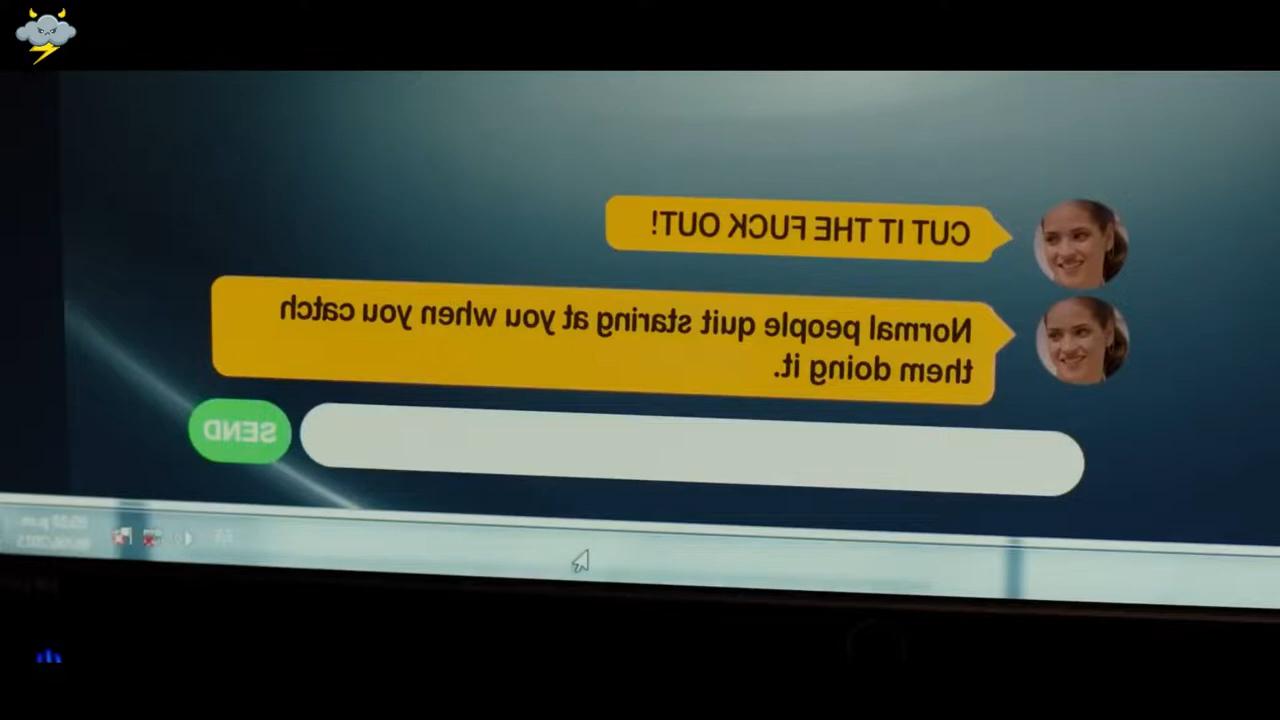 CUT IT THE FUCK OUT!
Normal people quit staring at you when you catch
them doing it.
SEND